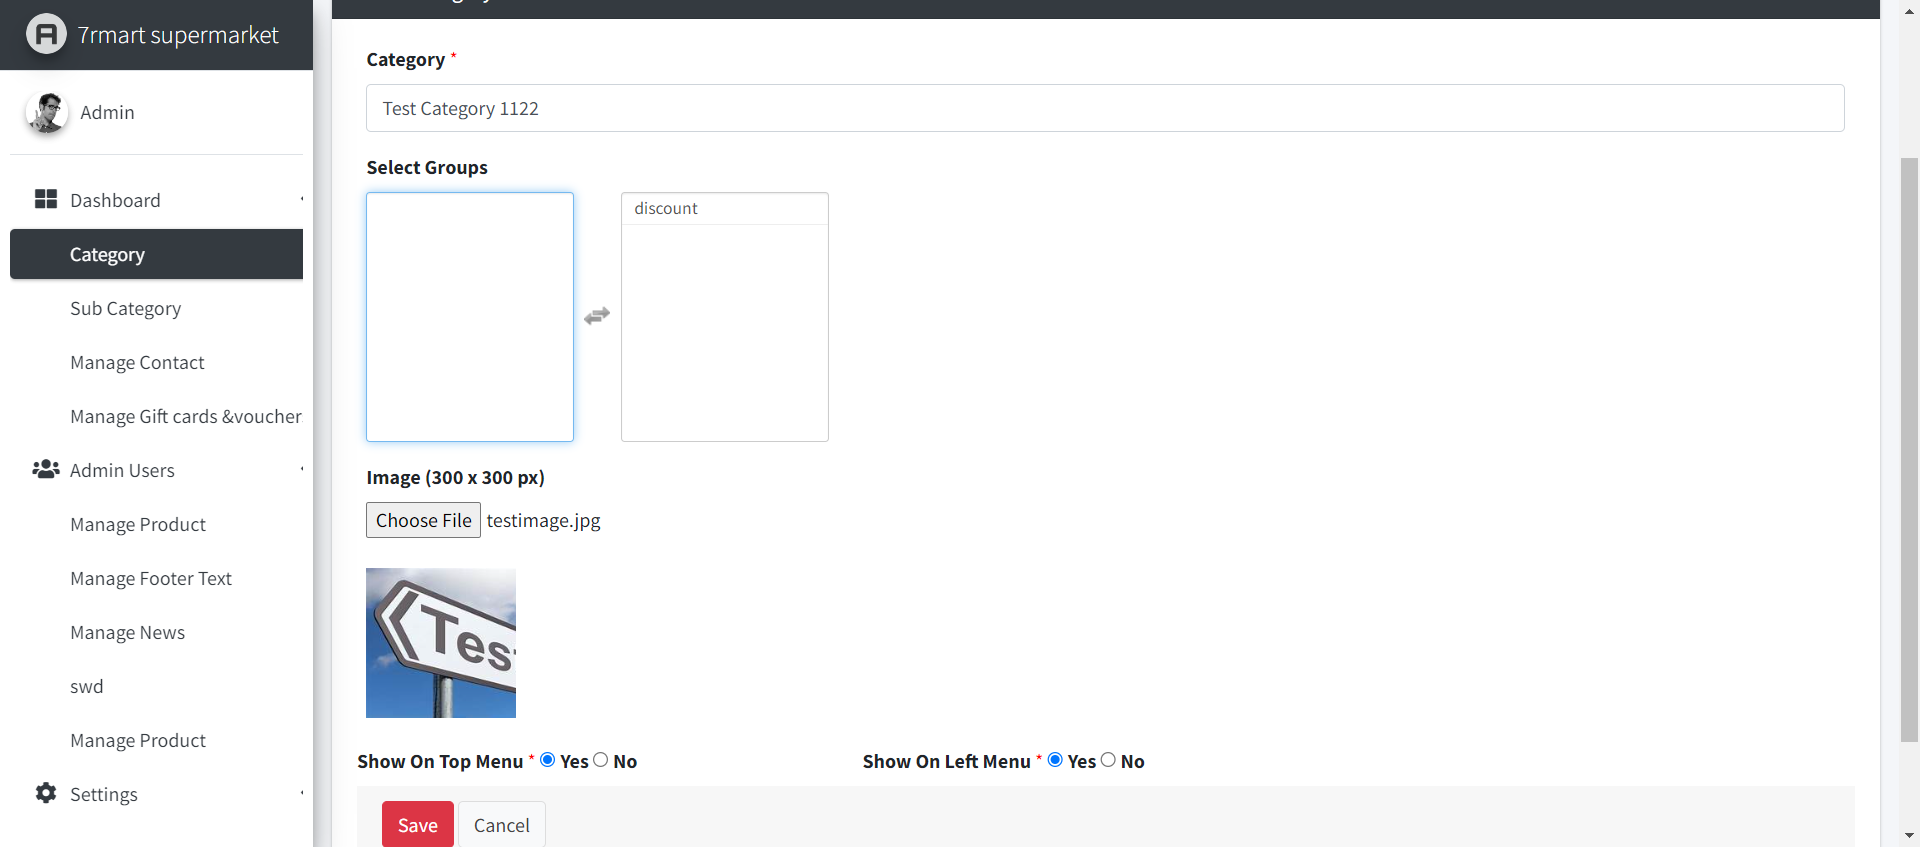 7rmart supermarket
Admin
Dashboard
Category
Sub Category
Manage Contact
Manage Gift cards &voucher
Admin Users
Manage Product
Manage Footer Text
Manage News
swd
Manage Product
Settings
Category *
Test Category 1122
Select Groups
discount
Image (300 x 300 px)
Choose File testimage.jpg
Tes
Show On Top Menu * Yes No Show On Left Menu * Yes No
Save Cancel